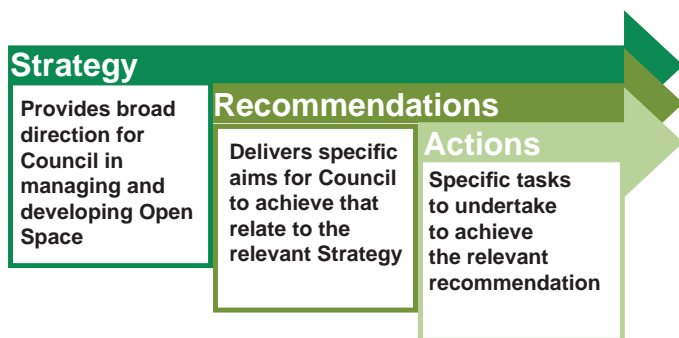 Strategy
Provides broad
direction for
Council in
managing and
developing Open
Space
Recommendations
Delivers specific
aims for Council
to achieve that
relate to the
relevant Strategy
Actions
Specific tasks
to undertake
to achieve
the relevant
recommendation